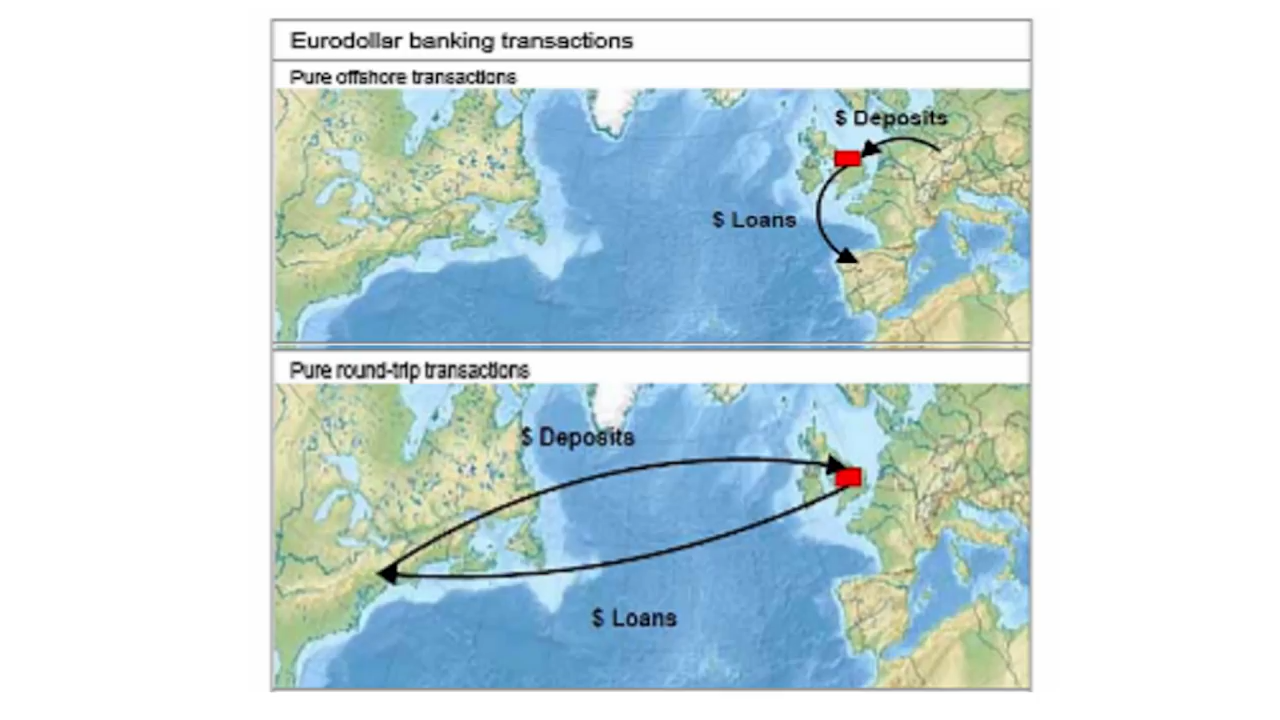 Eurodollar banking transactions
Pure offshore transactions
$ Deposits
$ Loans
Pure round-trip transactions
$ Deposits
$ Loans